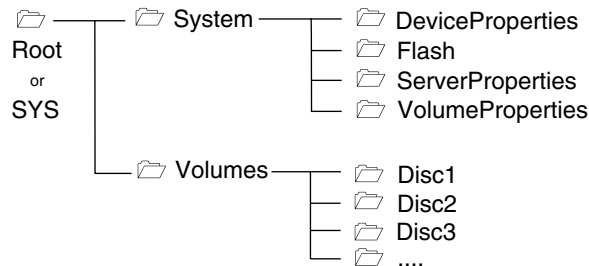 System
DeviceProperties
Root
Flash
or
ServerProperties
SYS
VolumeProperties
Volumes
Disc1
Disc2
Disc3
....